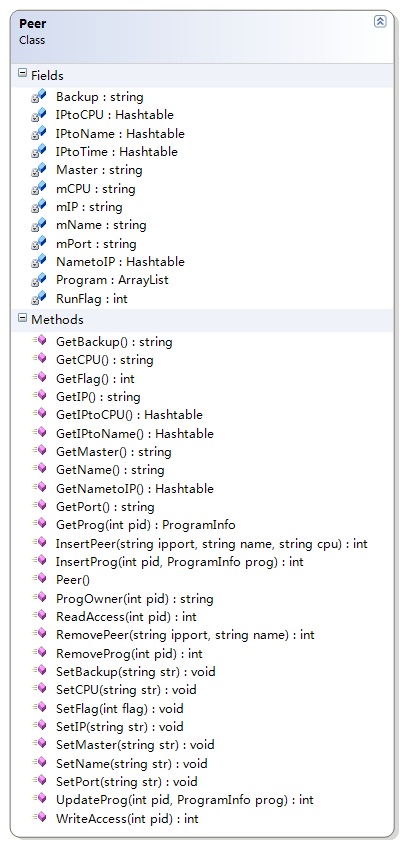 Peer
Class
Fields
Backup : string
IPtoCPU : Hashtable
IPtoName : Hashtable
IPtoTime : Hashtable
Master : string
mCPU : string
mIP : string
mName : string
mPort : string
NametoIP : Hashtable
Program : ArrayList
RunFlag : int
Methods
GetBackup() : string
GetCPU() : string
GetFlag() : int
GetIP() : string
GetIPtoCPU() : Hashtable
GetIPtoName() : Hashtable
GetMaster() : string
GetName() : string
GetNametoIP() : Hashtable
GetPort() : string
GetProg(int pid) : ProgramInfo
InsertPeer(string ipport, string name, string cpu) : int
InsertProg(int pid, ProgramInfo prog) : int
Peer()
ProgOwner(int pid) : string
ReadAccess(int pid) : int
RemovePeer(string ipport, string name) : int
RemoveProg(int pid) : int
SetBackup(string str) : void
SetCPU(string str) : void
SetFlag(int flag) : void
SetIP(string str) : void
SetMaster(string str) : void
SetName(string str) : void
SetPort(string str) : void
UpdateProg(int pid, ProgramInfo prog) : int
WriteAccess(int pid) : int